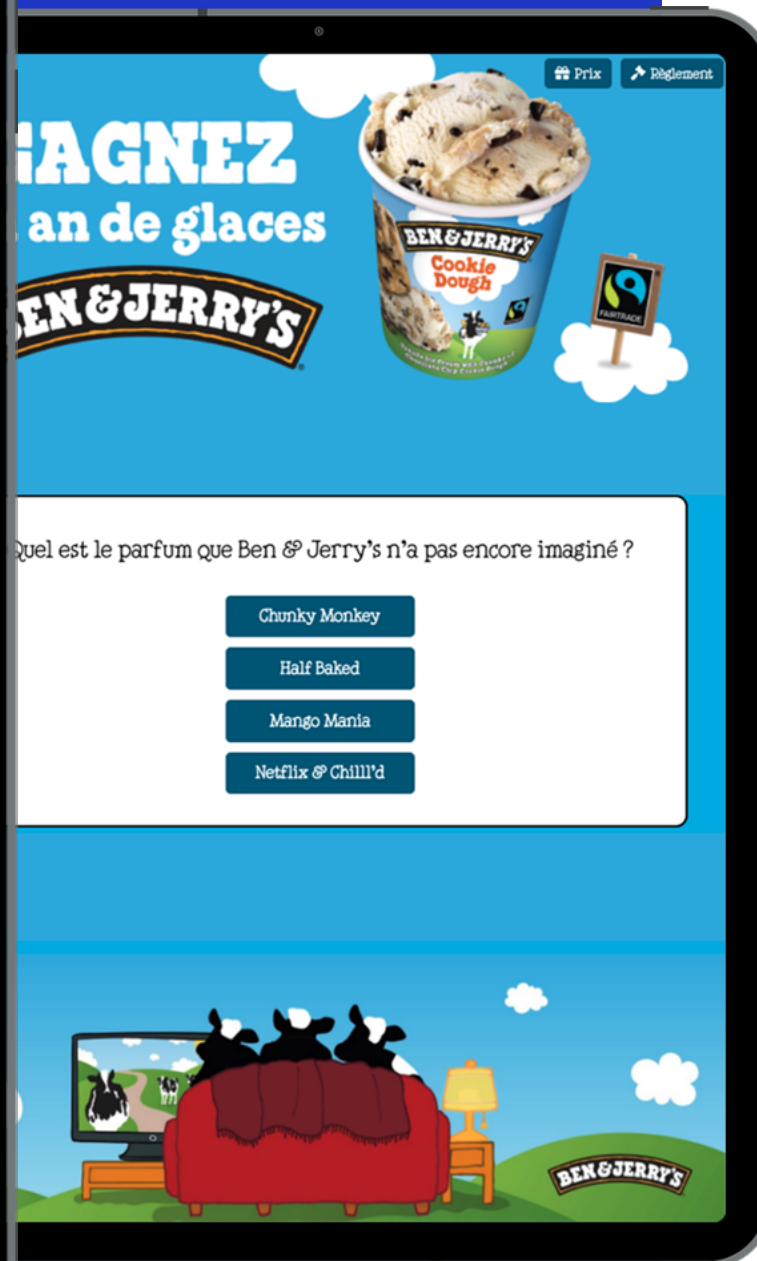 Prix
Règlement
GAGNEZ
an de glaces
BEN & JERRY'S
BEN & JERRY'S
Cookie
Dough
FAIRTRADE
Quel est le parfum que Ben & Jerry's n'a pas encore imaginé ?
Chunky Monkey
Half Baked
Mango Mania
Netflix & Chilll'd
BEN & JERRY'S